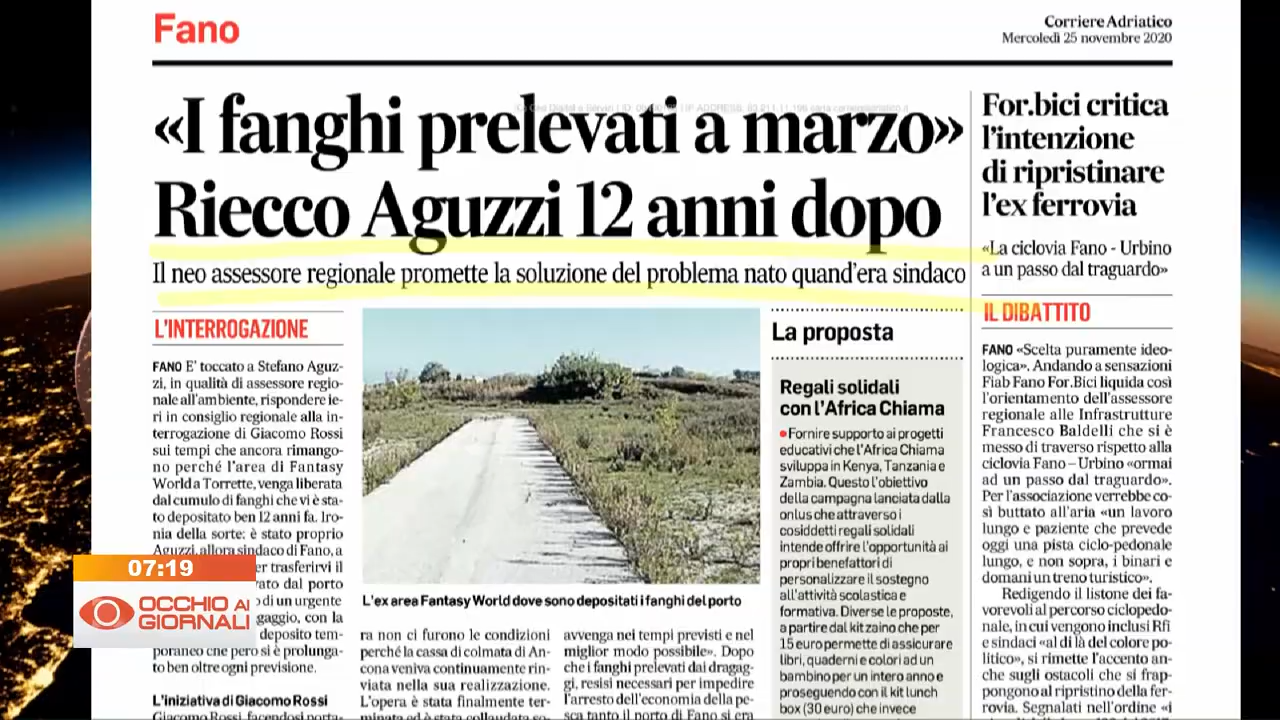 Fano
Corriere Adriatico
Mercoledì 25 novembre 2020
«I fanghi prelevati a marzo»
Riecco Aguzzi 12 anni dopo
Il neo assessore regionale promette la soluzione del problema nato quand'era sindaco
L'INTERROGAZIONE
FANO E' toccato a Stefano Aguz-
zi, in qualità di assessore regio-
nale all'ambiente, rispondere ie-
ri in consiglio regionale alla in-
terrogazione di Giacomo Rossi
sui tempi che ancora rimango-
no perché l'area di Fantasy
World a Torrette, venga liberata
dal cumulo di fanghi che vi è sta-
to depositato ben 12 anni fa. Iro-
nia della sorte: è stato proprio
Aguzzi, allora sindaco di Fano, a
er trasferirvi il
vato dal porto
di un urgente
gaggio, con la
deposito tem-
poraneo che però si è prolunga-
to ben oltre ogni previsione.
L'iniziativa di Giacomo Rossi
Giacomo Rossi, facendosi portu-
L'ex area Fantasy World dove sono depositati i fanghi del porto
ra non ci furono le condizioni
perché la cassa di colmata di An-
cona veniva continuamente rin-
viata nella sua realizzazione.
L'opera è stata finalmente ter-
minata ed è stata collaudata
avvenga nei tempi previsti e nel
miglior modo possibile». Dopo
che i fanghi prelevati dai dragag-
gi, resisi necessari per impedire
l'arresto dell'economia della pe-
sca tanto il porto di Fano si era
La proposta
Regali solidali
con l'Africa Chiama
●Fornire supporto ai progetti
educativi che l'Africa Chiama
sviluppa in Kenya, Tanzania e
Zambia. Questo l'obiettivo
della campagna lanciata dalla
onlus che attraverso i
cosiddetti regali solidali
intende offrire l'opportunità ai
propri benefattori di
personalizzare il sostegno
all'attività scolastica e
formativa. Diverse le proposte,
a partire dal kit zaino che per
15 euro permette di assicurare
libri, quaderni e colori ad un
bambino per un intero anno e
proseguendo con il kit lunch
box (30 euro) che invece
For.bici critica
l'intenzione
di ripristinare
l'ex ferrovia
«La ciclovia Fano - Urbino
a un passo dal traguardo»
IL DIBATTITO
FANO «Scelta puramente ideo-
logica». Andando a sensazioni
Fiab Fano For.Bici liquida così
l'orientamento dell'assessore
regionale alle Infrastrutture
Francesco Baldelli che si è
messo di traverso rispetto alla
ciclovia Fano – Urbino «ormai
ad un passo dal traguardo».
Per l'associazione verrebbe co-
sì buttato all'aria «un lavoro
lungo e paziente che prevede
oggi una pista ciclo-pedonale
lungo, e non sopra, i binari e
domani un treno turistico».
Redigendo il listone dei fa-
vorevoli al percorso ciclopedo-
nale, in cui vengono inclusi Rfi
e sindaci «al di là del colore po-
litico», si rimette l'accento an-
che sugli ostacoli che si frap-
pongono al ripristino della fer-
rovia. Segnalati nell'ordine «i
07:19
OCCHIO AI
GIORNALI